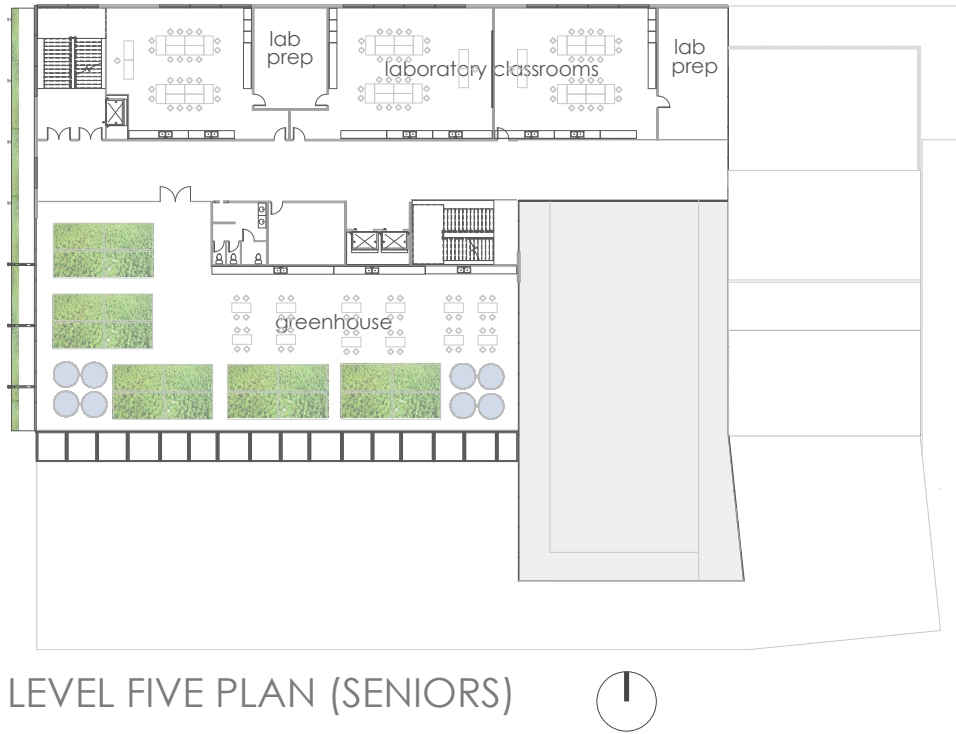 lab
prep
laboratory classrooms
lab
prep
greenhouse
LEVEL FIVE PLAN (SENIORS)